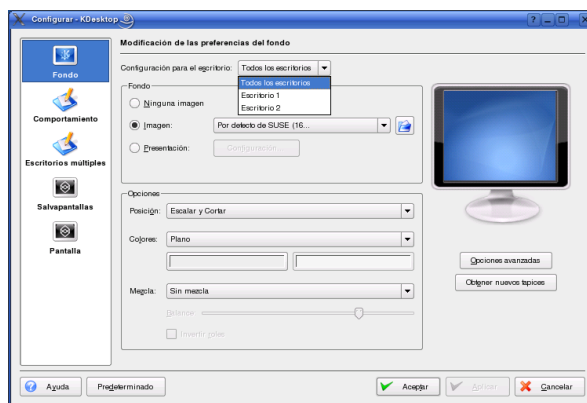 Configurar - KDesktop
Modificación de las preferencias del fondo
Configuración para el escritorio: Todos los escritorios
Todos los escritorios
Escritorio 1
Escritorio 2
Fondo
Comportamiento
Escritorios múltiples
Salvapantallas
Pantalla
Fondo
Ninguna imagen
Imagen: Por defecto de SUSE (16...
Presentación: Configuración...
Opciones
Posición: Escalar y Cortar
Colores: Plano
Mezcla: Sin mezcla
Balance:
Invertir roles
Opciones avanzadas
Obtener nuevos tapices
Ayuda
Predeterminado
Aceptar
Aplicar
Cancelar